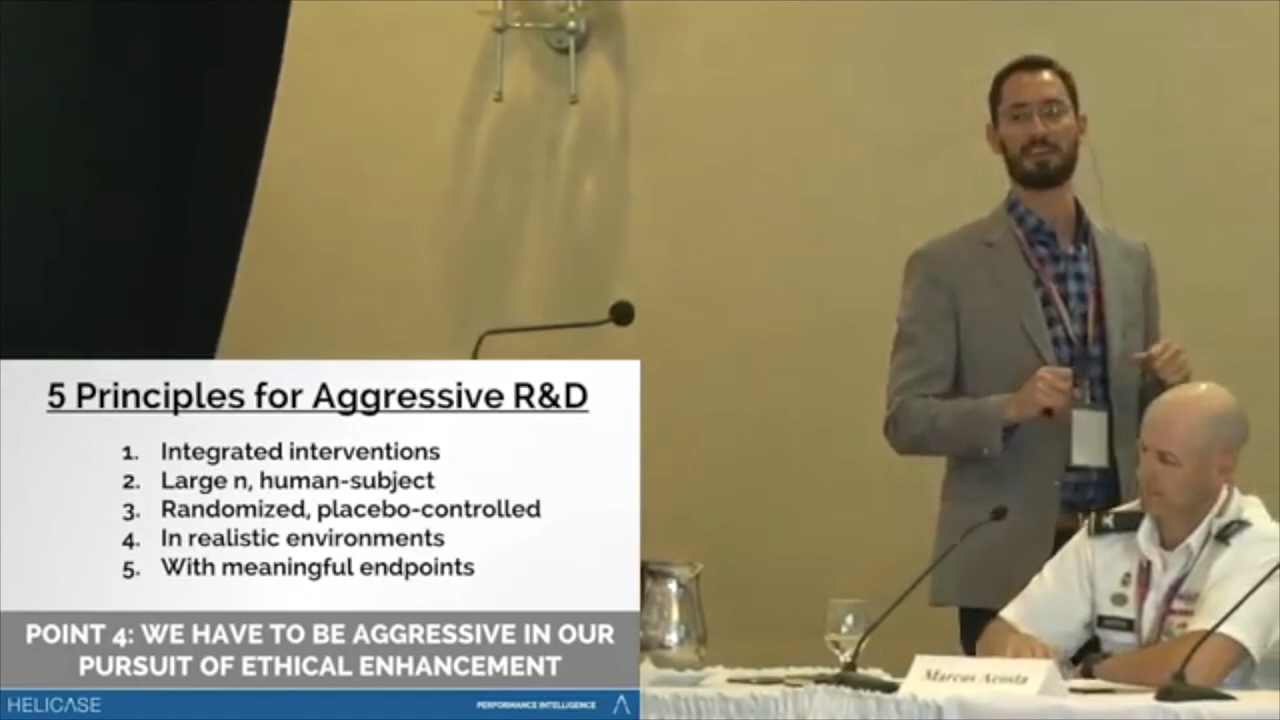 5 Principles for Aggressive R&D
1. Integrated interventions
2. Large n, human-subject
3. Randomized, placebo-controlled
4. In realistic environments
5. With meaningful endpoints
POINT 4: WE HAVE TO BE AGGRESSIVE IN OUR
PURSUIT OF ETHICAL ENHANCEMENT
HELICASE
PERFORMANCE INTELLIGENCE
Marcus Acosta